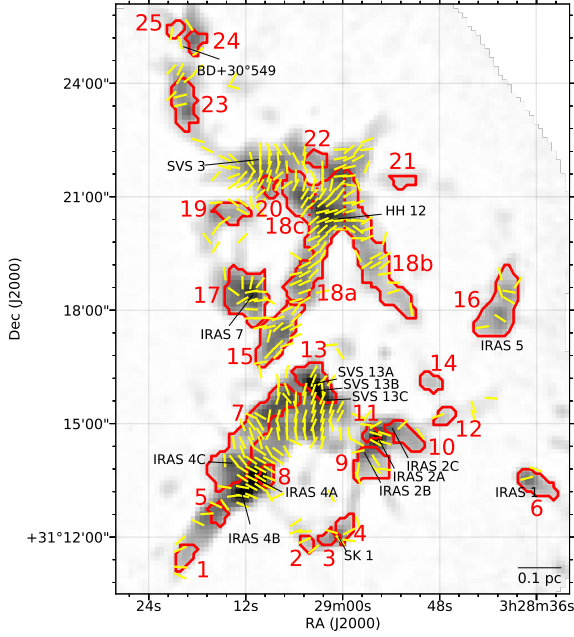 25
24
BD+30°549
24'00"
23
22
SVS 3
21
21'00"
19
20
HH 12
18c
18b
17
18a
16
18'00"
IRAS 7
IRAS 5
15
13
SVS 13A
14
SVS 13B
SVS 13C
7
11
12
15'00"
10
IRAS 4C
9
IRAS 2C
8
IRAS 2A
IRAS 4A
IRAS 2B
IRAS 1
5
6
4
+31°12'00"
IRAS 4B
2
3
SK 1
1
0.1 pc
24s
12s
29m00s
48s
3h28m36s
RA (J2000)
Dec (J2000)